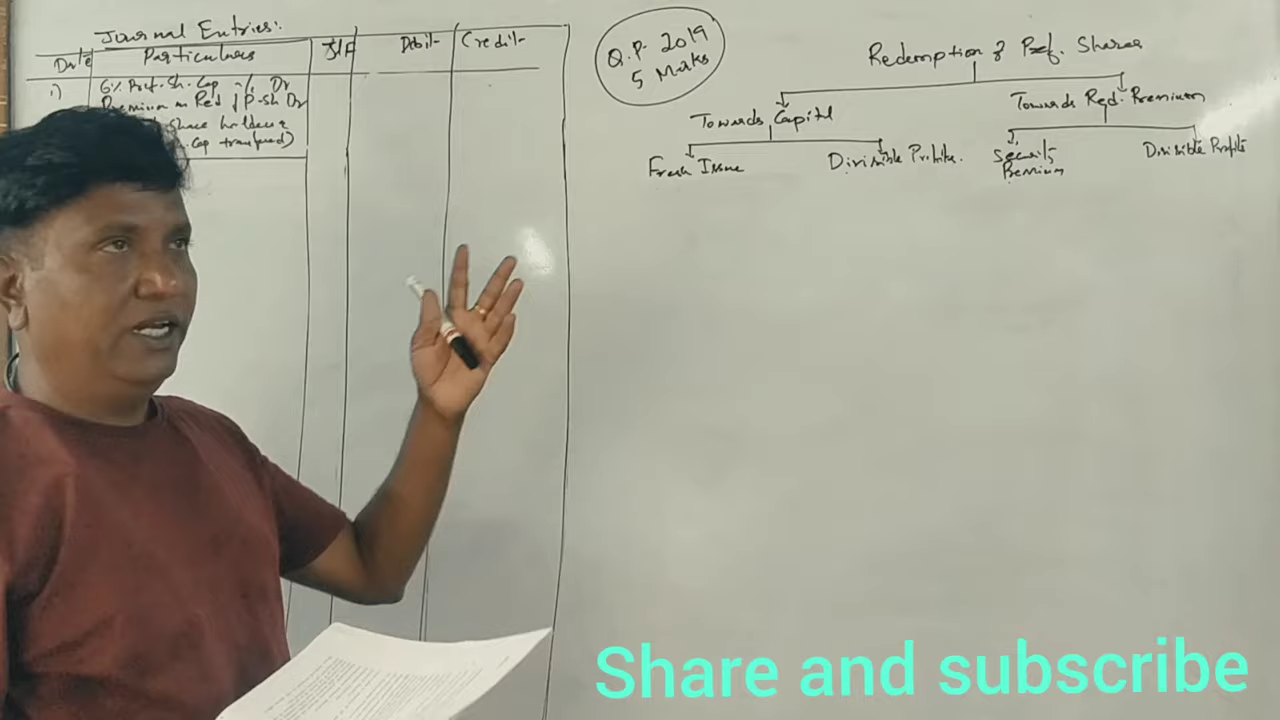 Journal Entries:
Date Particulars J/F Debit Credit
1) 6% Pref. Sh. Cap A/c Dr
Premium on Red of P-Sh Dr
Share holders
Cap transfered)
Q.P. 2019
5 Marks
Redemption of Pref. Shares
Towards Capital
Towards Red. Premium
Fresh Issue
Divisible Profits.
Security
Premium
Divisible Profits
Share and subscribe